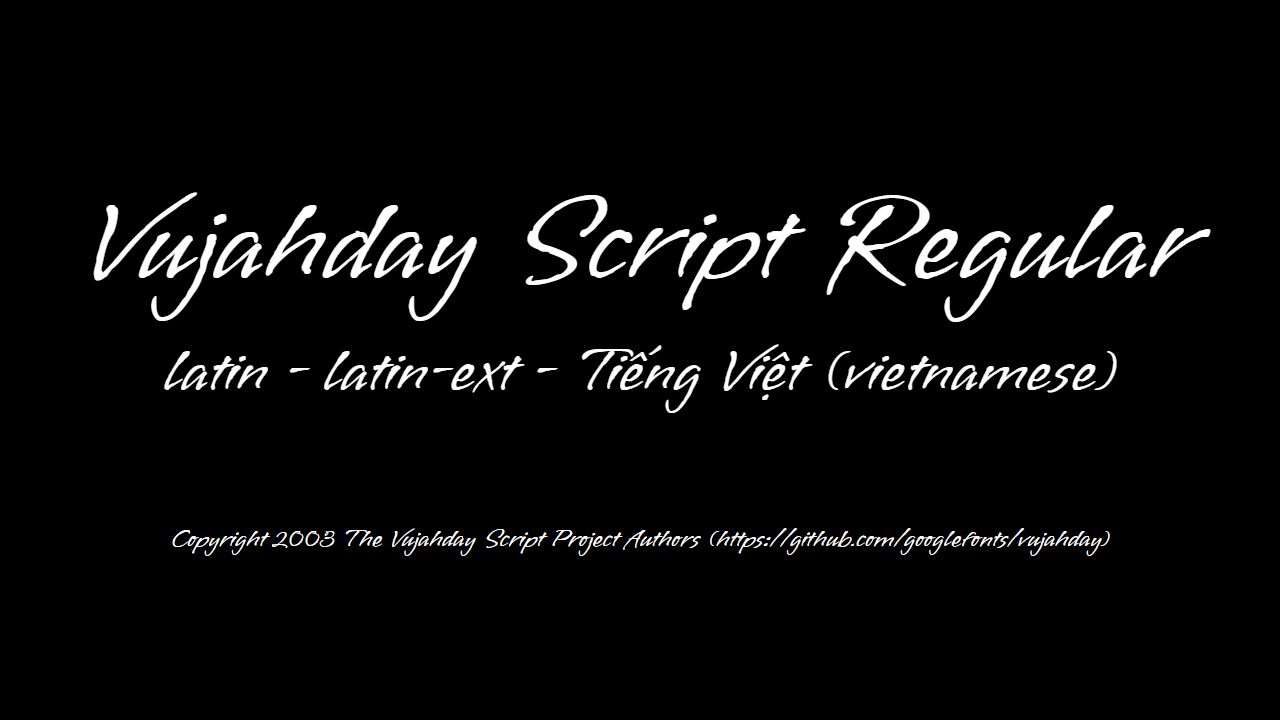 Vujahday Script Regular
latin - latin-ext - Tiếng Việt (vietnamese)
Copyright 2003 The Vujahday Script Project Authors (https://github.com/googlefonts/vujahday)